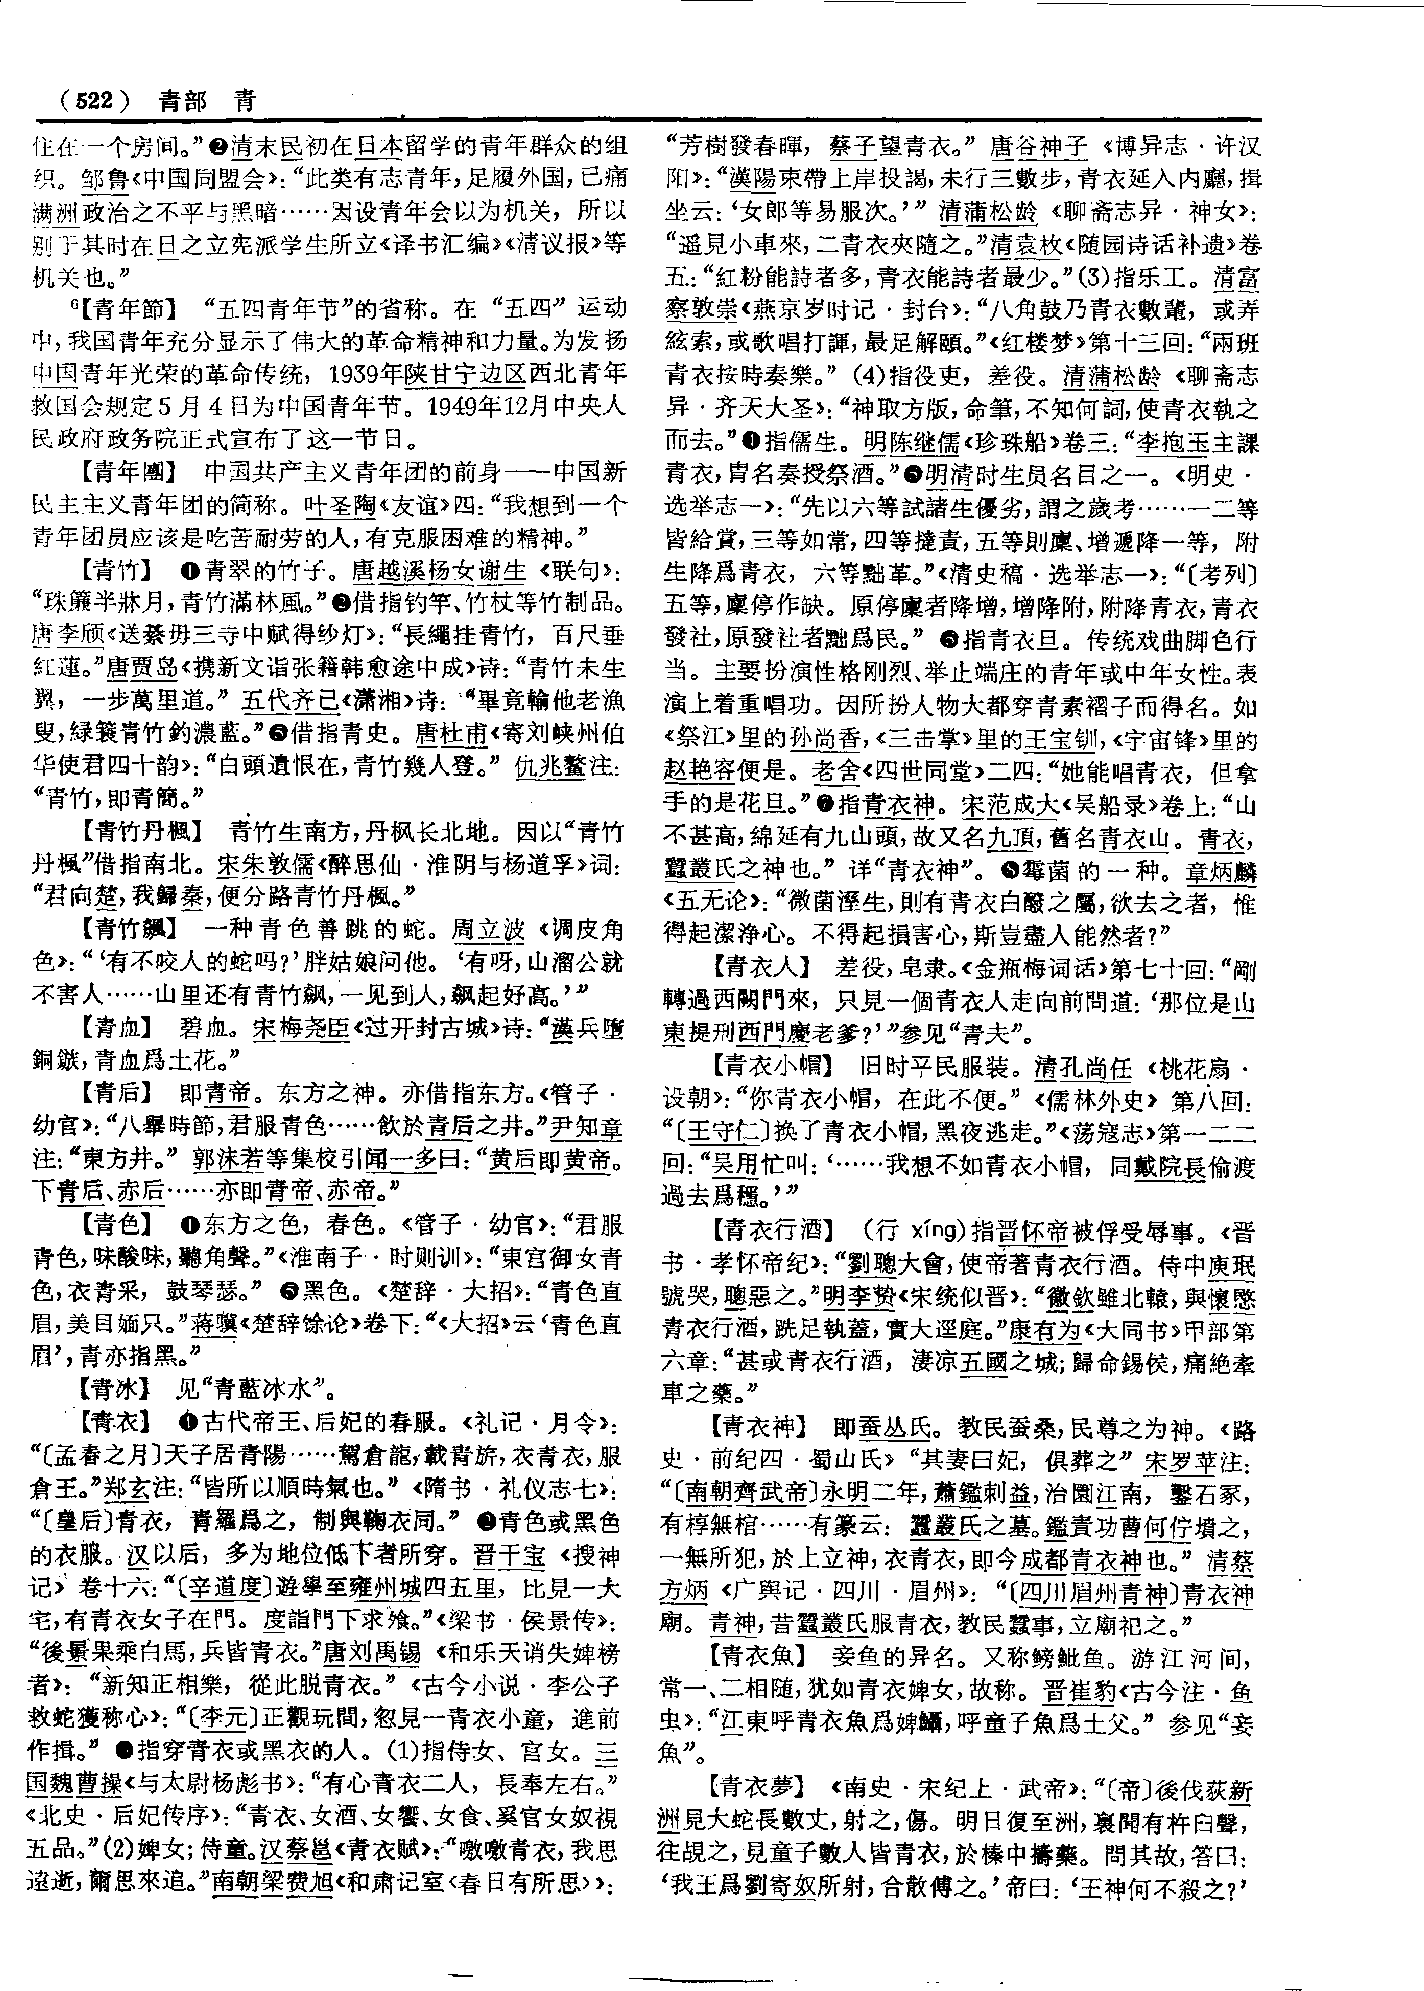 (522) 青部 青
住在一个房间。”❷清末民初在日本留学的青年群众的组
织。邹鲁《中国同盟会》：“此类有志青年，足履外国，已痛
满洲政治之不平与黑暗……因设青年会以为机关，所以
别于其时在日之立宪派学生所立《译书汇编》《清议报》等
机关也。”
【青年節】 “五四青年节”的省称。在“五四”运动
中，我国青年充分显示了伟大的革命精神和力量。为发扬
中国青年光荣的革命传统，1939年陕甘宁边区西北青年
救国会规定5月4日为中国青年节。1949年12月中央人
民政府政务院正式宣布了这一节日。
【青年團】 中国共产主义青年团的前身——中国新
民主主义青年团的简称。叶圣陶《友谊》四：“我想到一个
青年团员应该是吃苦耐劳的人，有克服困难的精神。”
【青竹】 ❶青翠的竹子。唐越溪杨女谢生《联句》：
“珠簾半牀月，青竹滿林風。”❷借指钓竿、竹杖等竹制品。
唐李颀《送綦毋三寺中赋得纱灯》：“長繩挂青竹，百尺垂
紅蓮。”唐贾岛《携新文诣张籍韩愈途中成》诗：“青竹未生
翼，一步萬里道。”五代齐己《潇湘》诗：“畢竟輸他老漁
叟，綠簑青竹釣濃藍。”❸借指青史。唐杜甫《寄刘峡州伯
华使君四十韵》：“白頭遺恨在，青竹幾人登。”仇兆鳌注：
“青竹，即青簡。”
【青竹丹楓】 青竹生南方，丹枫长北地。因以“青竹
丹楓”借指南北。宋朱敦儒《醉思仙·淮阴与杨道孚》词：
“君向楚，我歸秦，便分路青竹丹楓。”
【青竹飆】 一种青色善跳的蛇。周立波《调皮角
色》：“‘有不咬人的蛇吗？’胖姑娘问他。‘有呀，山溜公就
不害人……山里还有青竹飙，一见到人，飙起好高。’”
【青血】 碧血。宋梅尧臣《过开封古城》诗：“漢兵墮
銅鏃，青血爲土花。”
【青后】 即青帝。东方之神。亦借指东方。《管子·
幼官》：“八舉時節，君服青色……飲於青后之井。”尹知章
注：“東方井。”郭沫若等集校引闻一多曰：“黄后即黄帝。
下青后、赤后……亦即青帝、赤帝。”
【青色】 ❶东方之色，春色。《管子·幼官》：“君服
青色，味酸味，聽角聲。”《淮南子·时则训》：“東宫御女青
色，衣青采，鼓琴瑟。”❷黑色。《楚辞·大招》：“青色直
眉，美目媔只。”蒋骥《楚辞馀论》卷下：“《大招》云‘青色直
眉’，青亦指黑。”
【青冰】 见“青藍冰水”。
【青衣】 ❶古代帝王、后妃的春服。《礼记·月令》：
“〔孟春之月〕天子居青陽……駕倉龍，載青旂，衣青衣，服
倉玉。”郑玄注：“皆所以順時氣也。”《隋书·礼仪志七》：
“〔皇后〕青衣，青羅爲之，制與鞠衣同。”❷青色或黑色
的衣服。汉以后，多为地位低下者所穿。晋干宝《搜神
记》卷十六：“〔辛道度〕遊學至雍州城四五里，比見一大
宅，有青衣女子在門。度詣門下求飧。”《梁书·侯景传》：
“後景果乘白馬，兵皆青衣。”唐刘禹锡《和乐天诮失婢榜
者》：“新知正相樂，從此脱青衣。”《古今小说·李公子
救蛇獲称心》：“〔李元〕正觀玩間，忽見一青衣小童，進前
作揖。”❸指穿青衣或黑衣的人。(1)指侍女、宫女。三
国魏曹操《与太尉杨彪书》：“有心青衣二人，長奉左右。”
《北史·后妃传序》：“青衣、女酒、女饗、女食、奚官女奴視
五品。”(2)婢女；侍童。汉蔡邕《青衣赋》：“嗷嗷青衣，我思
遠逝，爾思來追。”南朝梁费旭《和肃记室〈春日有所思〉》：
“芳樹發春暉，蔡子望青衣。”唐谷神子《博异志·许汉
阳》：“漢陽束帶上岸投謁，未行三數步，青衣延入内廳，揖
坐云：‘女郎等易服次。’”清蒲松龄《聊斋志异·神女》：
“遥見小車來，二青衣夾隨之。”清袁枚《随园诗话补遗》卷
五：“紅粉能詩者多，青衣能詩者最少。”(3)指乐工。清富
察敦崇《燕京岁时记·封台》：“八角鼓乃青衣數輩，或弄
絃索，或歌唱打諢，最足解頤。”《红楼梦》第十三回：“兩班
青衣按時奏樂。”(4)指役吏，差役。清蒲松龄《聊斋志
异·齐天大圣》：“神取方版，命筆，不知何詞，使青衣執之
而去。”❹指儒生。明陈继儒《珍珠船》卷三：“李抱玉主課
青衣，冑名奏授祭酒。”❺明清时生员名目之一。《明史·
选举志一》：“先以六等試諸生優劣，謂之歲考……一二等
皆給賞，三等如常，四等撻責，五等則廩、增遞降一等，附
生降爲青衣，六等黜革。”《清史稿·选举志一》：“〔考列〕
五等，廩停作缺。原停廩者降增，增降附，附降青衣，青衣
發社，原發社者黜爲民。”❻指青衣旦。传统戏曲脚色行
当。主要扮演性格刚烈、举止端庄的青年或中年女性。表
演上着重唱功。因所扮人物大都穿青素褶子而得名。如
《祭江》里的孙尚香，《三击掌》里的王宝钏，《宇宙锋》里的
赵艳容便是。老舍《四世同堂》二四：“她能唱青衣，但拿
手的是花旦。”❼指青衣神。宋范成大《吴船录》卷上：“山
不甚高，綿延有九山頭，故又名九頂，舊名青衣山。青衣，
蠶叢氏之神也。”详“青衣神”。❽霉菌的一种。章炳麟
《五无论》：“微菌溼生，則有青衣白醭之屬，欲去之者，惟
得起潔浄心。不得起損害心，斯豈盡人能然者？”
【青衣人】 差役，皂隶。《金瓶梅词话》第七十回：“剛
轉過西闕門來，只見一個青衣人走向前問道：‘那位是山
東提刑西門慶老爹？’”参见“青夫”。
【青衣小帽】 旧时平民服装。清孔尚任《桃花扇·
设朝》：“你青衣小帽，在此不便。”《儒林外史》第八回：
“〔王守仁〕换了青衣小帽，黑夜逃走。”《荡寇志》第一二二
回：“吴用忙叫：‘……我想不如青衣小帽，同戴院長偷渡
過去爲穩。’”
【青衣行酒】 （行 xíng）指晋怀帝被俘受辱事。《晋
书·孝怀帝纪》：“劉聰大會，使帝著青衣行酒。侍中庾珉
號哭，聰惡之。”明李贽《宋统似晋》：“徽欽雖北轅，與懷愍
青衣行酒，跣足執蓋，實大逕庭。”康有为《大同书》甲部第
六章：“甚或青衣行酒，淒凉五國之城；歸命錫侯，痛絶牽
車之藥。”
【青衣神】 即蚕丛氏。教民蚕桑，民尊之为神。《路
史·前纪四·蜀山氏》“其妻曰妃，俱葬之”宋罗苹注：
“〔南朝齊武帝〕永明二年，蕭鑑刺益，治園江南，鑿石冢，
有椁無棺……有篆云：蠶叢氏之墓。鑑責功曹何佇墳之，
一無所犯，於上立神，衣青衣，即今成都青衣神也。”清蔡
方炳《广舆记·四川·眉州》：“〔四川眉州青神〕青衣神
廟。青神，昔蠶叢氏服青衣，教民蠶事，立廟祀之。”
【青衣魚】 妾鱼的异名。又称鳑鮍鱼。游江河间，
常一、二相随，犹如青衣婢女，故称。晋崔豹《古今注·鱼
虫》：“江東呼青衣魚爲婢䱹，呼童子魚爲土父。”参见“妾
魚”。
【青衣夢】 《南史·宋纪上·武帝》：“〔帝〕後伐荻新
洲，見大蛇長數丈，射之，傷。明日復至洲，裏聞有杵臼聲，
往覘之，見童子數人皆青衣，於榛中擣藥。問其故，答曰：
‘我王爲劉寄奴所射，合散傅之。’帝曰：‘王神何不殺之？’